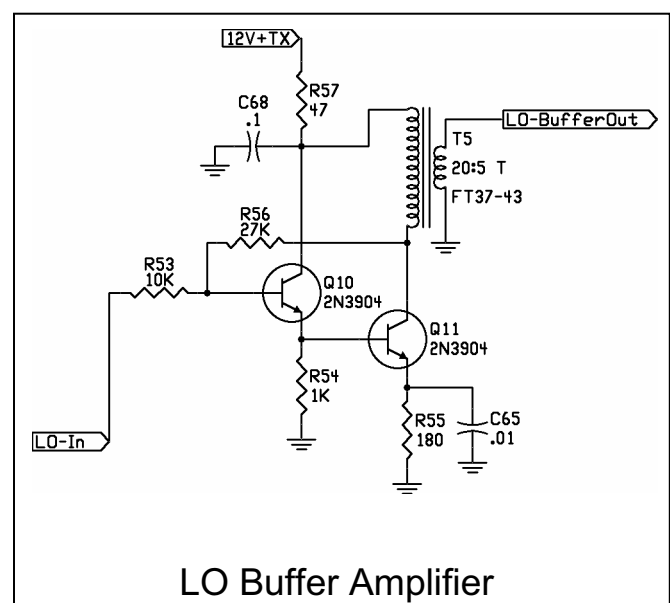 12V+TX
R57
47
C68
.1
LO-BufferOut
T5
20:5 T
FT37-43
R56
27K
R53
10K
Q10
2N3904
Q11
2N3904
R54
1K
LO-In
R55
180
C65
.01
LO Buffer Amplifier